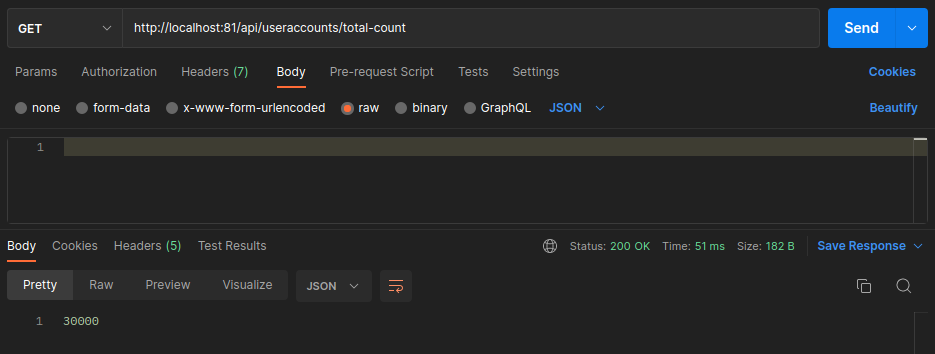 GET http://localhost:81/api/useraccounts/total-count Send
Params Authorization Headers (7) Body Pre-request Script Tests Settings Cookies
none form-data x-www-form-urlencoded raw binary GraphQL JSON Beautify
1
Body Cookies Headers (5) Test Results Status: 200 OK Time: 51 ms Size: 182 B Save Response
Pretty Raw Preview Visualize JSON
1 30000